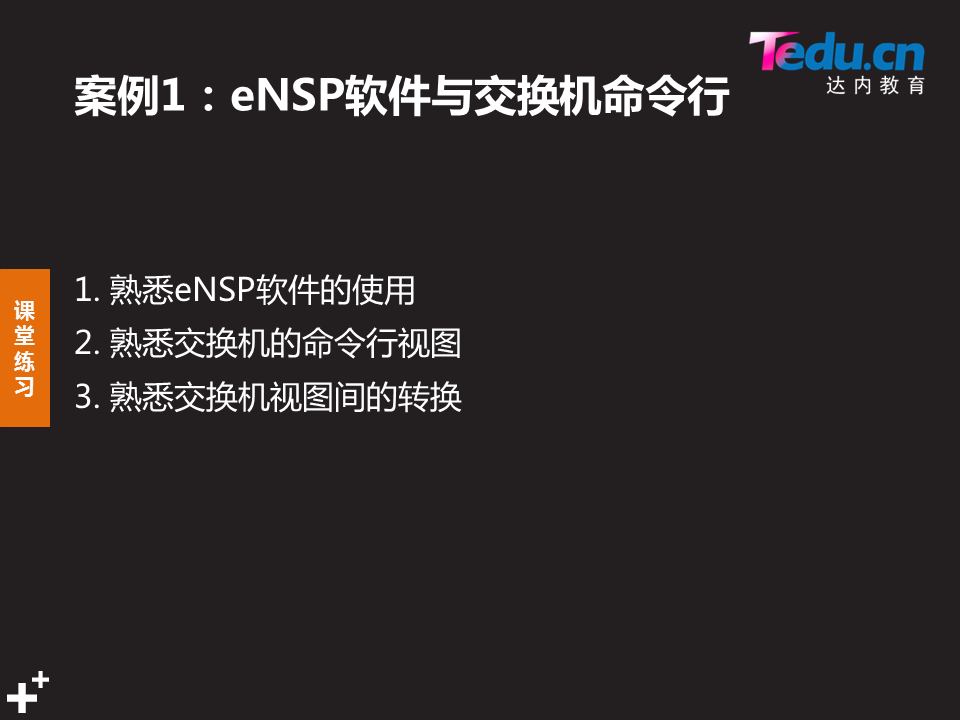 Tedu.cn
达内教育
案例1：eNSP软件与交换机命令行
课堂练习
1. 熟悉eNSP软件的使用
2. 熟悉交换机的命令行视图
3. 熟悉交换机视图间的转换